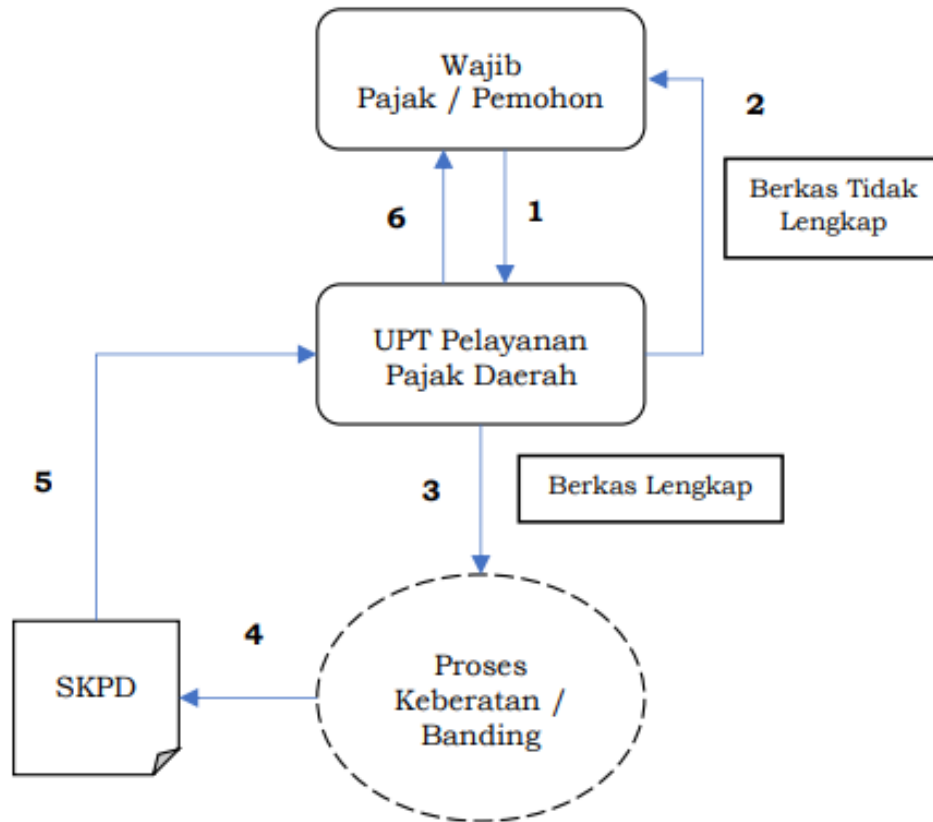 Wajib
Pajak / Pemohon
2
Berkas Tidak
Lengkap
6
1
UPT Pelayanan
Pajak Daerah
5
3
Berkas Lengkap
4
SKPD
Proses
Keberatan /
Banding